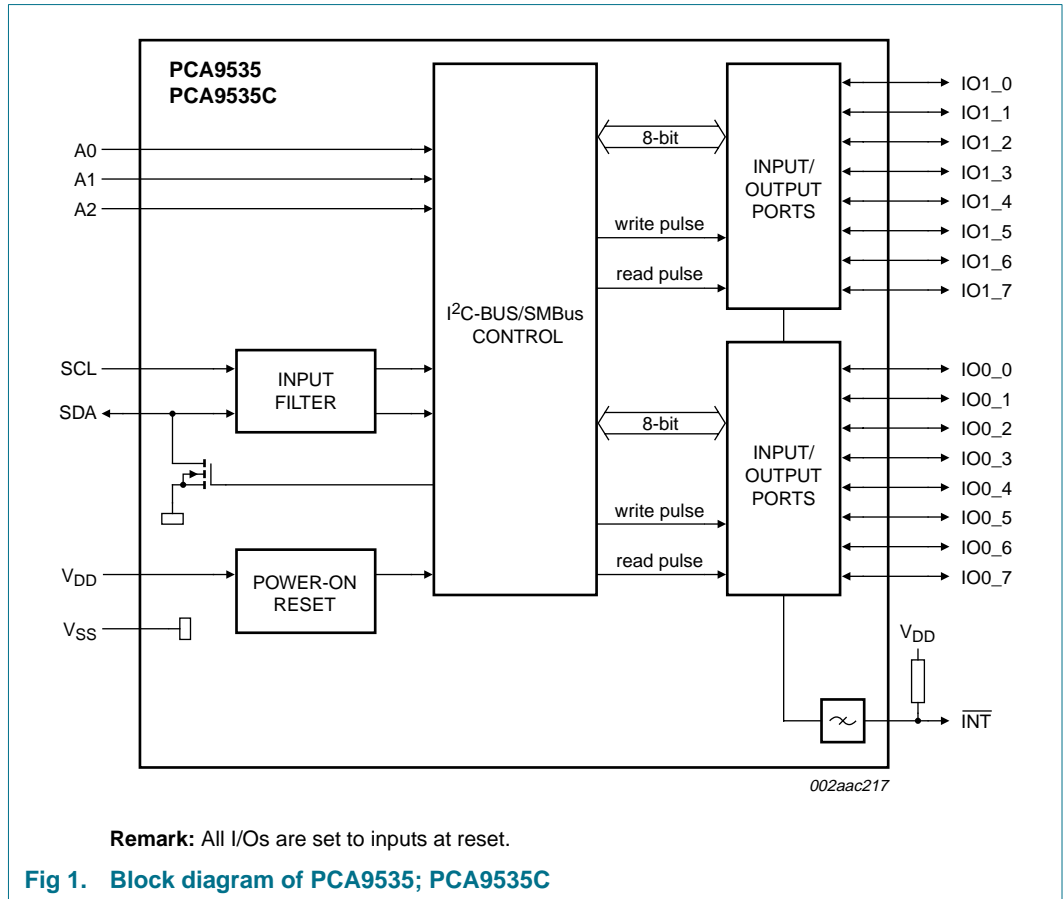 PCA9535
PCA9535C
A0
A1
A2
SCL
SDA
VDD
VSS
INPUT
FILTER
POWER-ON
RESET
I2C-BUS/SMBus
CONTROL
8-bit
write pulse
read pulse
INPUT/
OUTPUT
PORTS
IO1_0
IO1_1
IO1_2
IO1_3
IO1_4
IO1_5
IO1_6
IO1_7
8-bit
write pulse
read pulse
INPUT/
OUTPUT
PORTS
IO0_0
IO0_1
IO0_2
IO0_3
IO0_4
IO0_5
IO0_6
IO0_7
VDD
INT
002aac217
Remark: All I/Os are set to inputs at reset.
Fig 1. Block diagram of PCA9535; PCA9535C